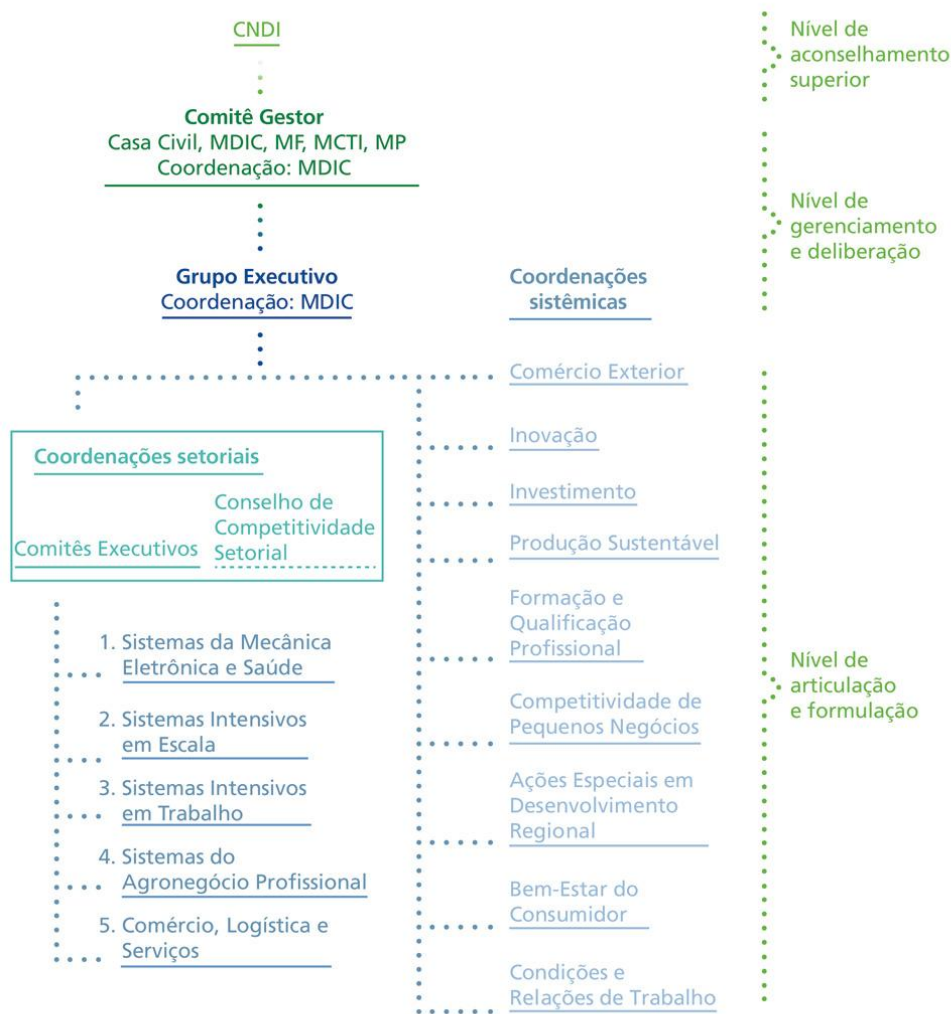 CNDI
Nível de
aconselhamento
superior
Comitê Gestor
Casa Civil, MDIC, MF, MCTI, MP
Coordenação: MDIC
Nível de
gerenciamento
e deliberação
Grupo Executivo
Coordenação: MDIC
Coordenações
sistêmicas
Comércio Exterior
Inovação
Investimento
Produção Sustentável
Formação e
Qualificação
Profissional
Competitividade de
Pequenos Negócios
Ações Especiais em
Desenvolvimento
Regional
Bem-Estar do
Consumidor
Condições e
Relações de Trabalho
Coordenações setoriais
Comitês Executivos
Conselho de
Competitividade
Setorial
1. Sistemas da Mecânica
Eletrônica e Saúde
2. Sistemas Intensivos
em Escala
3. Sistemas Intensivos
em Trabalho
4. Sistemas do
Agronegócio Profissional
5. Comércio, Logística e
Serviços
Nível de
articulação
e formulação